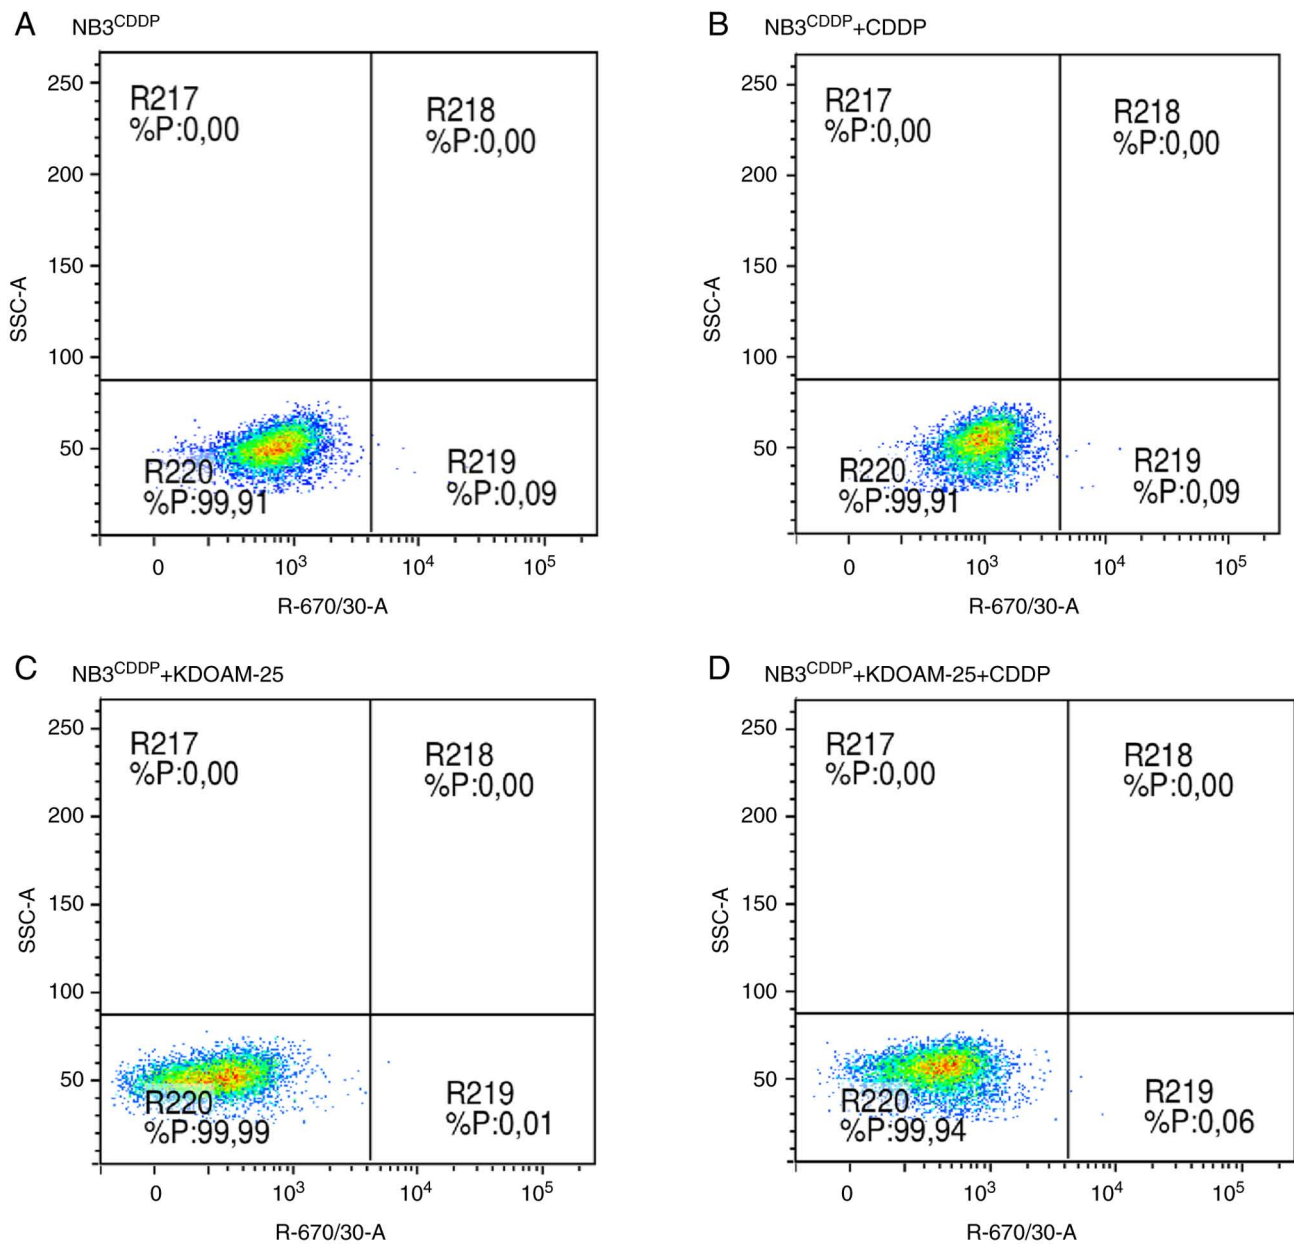 A NB3CDDP
250
200
150
100
50
SSC-A
R217
%P:0,00
R218
%P:0,00
R220
%P:99,91
R219
%P:0,09
0 10³ 10⁴ 10⁵
R-670/30-A
B NB3CDDP+CDDP
250
200
150
100
50
SSC-A
R217
%P:0,00
R218
%P:0,00
R220
%P:99,91
R219
%P:0,09
0 10³ 10⁴ 10⁵
R-670/30-A
C NB3CDDP+KDOAM-25
250
200
150
100
50
SSC-A
R217
%P:0,00
R218
%P:0,00
R220
%P:99,99
R219
%P:0,01
0 10³ 10⁴ 10⁵
R-670/30-A
D NB3CDDP+KDOAM-25+CDDP
250
200
150
100
50
SSC-A
R217
%P:0,00
R218
%P:0,00
R220
%P:99,94
R219
%P:0,06
0 10³ 10⁴ 10⁵
R-670/30-A